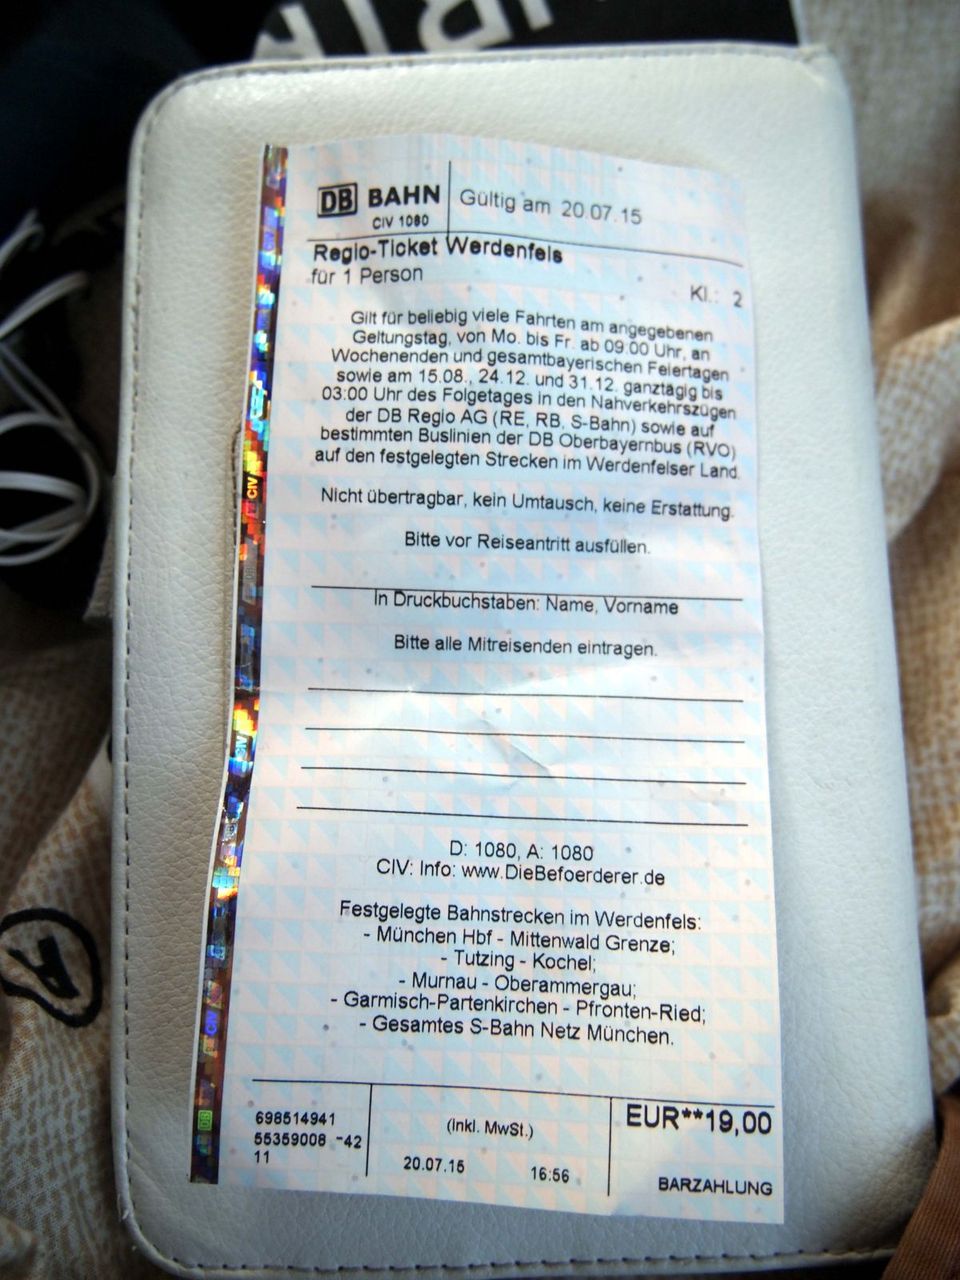 DB BAHN
CIV 1080
Gültig am 20.07.15
Regio-Ticket Werdenfels
für 1 Person
Kl.: 2
Gilt für beliebig viele Fahrten am angegebenen
Geltungstag, von Mo. bis Fr. ab 09:00 Uhr, an
Wochenenden und gesamtbayerischen Feiertagen
sowie am 15.08., 24.12. und 31.12. ganztägig bis
03:00 Uhr des Folgetages in den Nahverkehrszügen
der DB Regio AG (RE, RB, S-Bahn) sowie auf
bestimmten Buslinien der DB Oberbayernbus (RVO)
auf den festgelegten Strecken im Werdenfelser Land.
Nicht übertragbar, kein Umtausch, keine Erstattung.
Bitte vor Reiseantritt ausfüllen.
In Druckbuchstaben: Name, Vorname
Bitte alle Mitreisenden eintragen.
D: 1080, A: 1080
CIV: Info: www.DieBefoerderer.de
Festgelegte Bahnstrecken im Werdenfels:
- München Hbf - Mittenwald Grenze;
- Tutzing - Kochel;
- Murnau - Oberammergau;
- Garmisch-Partenkirchen - Pfronten-Ried;
- Gesamtes S-Bahn Netz München.
698514941
55359008 -42
11
(inkl. MwSt.)
20.07.15 16:56
EUR**19,00
BARZAHLUNG
CIV
CIV
CIV
DB